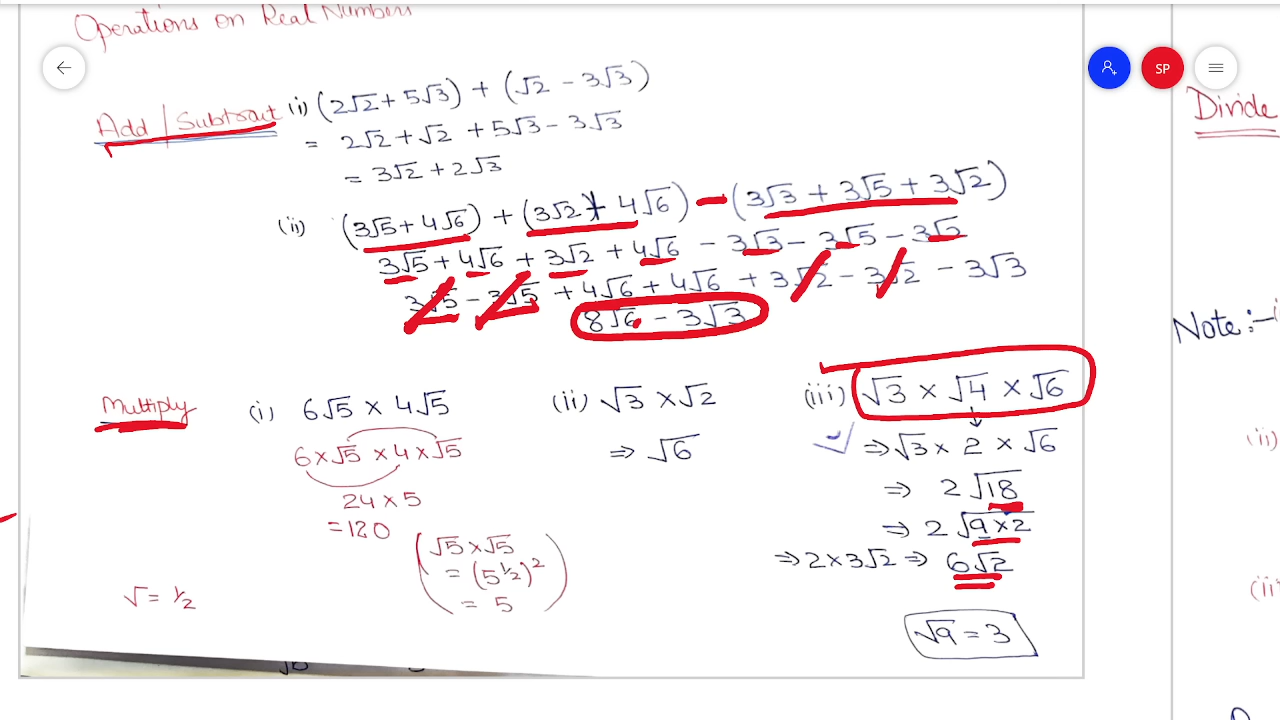 Operations on Real Numbers
SP
Add / Subtract (i) (2√2 + 5√3) + (√2 - 3√3)
= 2√2 + √2 + 5√3 - 3√3
= 3√2 + 2√3
(ii) (3√5 + 4√6) + (3√2 + 4√6) - (3√3 + 3√5 + 3√2)
3√5 + 4√6 + 3√2 + 4√6 - 3√3 - 3√5 - 3√2
3√5 - 3√5 + 4√6 + 4√6 + 3√2 - 3√2 - 3√3
8√6 - 3√3
Multiply (i) 6√5 × 4√5
6 × √5 × 4 × √5
24 × 5
= 120
(√5 × √5
= (5^½)²
= 5)
√ = ½
(ii) √3 × √2
⇒ √6
(iii) √3 × √4 × √6
⇒ √3 × 2 × √6
⇒ 2√18
⇒ 2√9×2
⇒ 2 × 3√2 ⇒ 6√2
√9 = 3
Divide
Note :-
(ii)